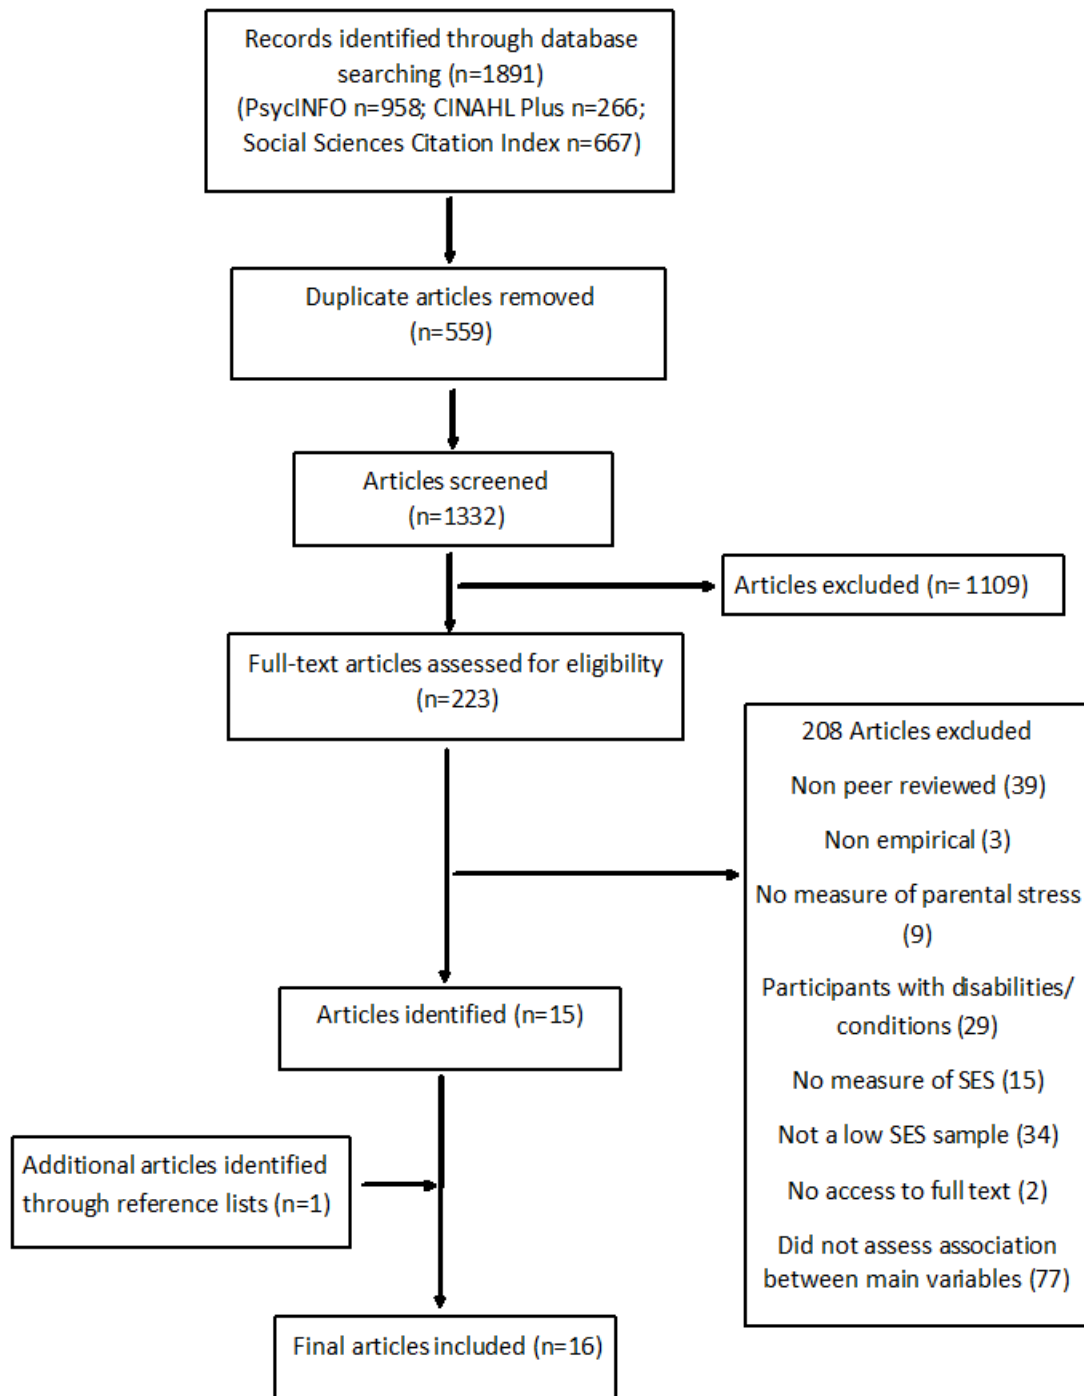 Records identified through database
searching (n=1891)
(PsycINFO n=958; CINAHL Plus n=266;
Social Sciences Citation Index n=667)
Duplicate articles removed
(n=559)
Articles screened
(n=1332)
Articles excluded (n= 1109)
Full-text articles assessed for eligibility
(n=223)
208 Articles excluded
Non peer reviewed (39)
Non empirical (3)
No measure of parental stress
(9)
Participants with disabilities/
conditions (29)
No measure of SES (15)
Not a low SES sample (34)
No access to full text (2)
Did not assess association
between main variables (77)
Articles identified (n=15)
Additional articles identified
through reference lists (n=1)
Final articles included (n=16)